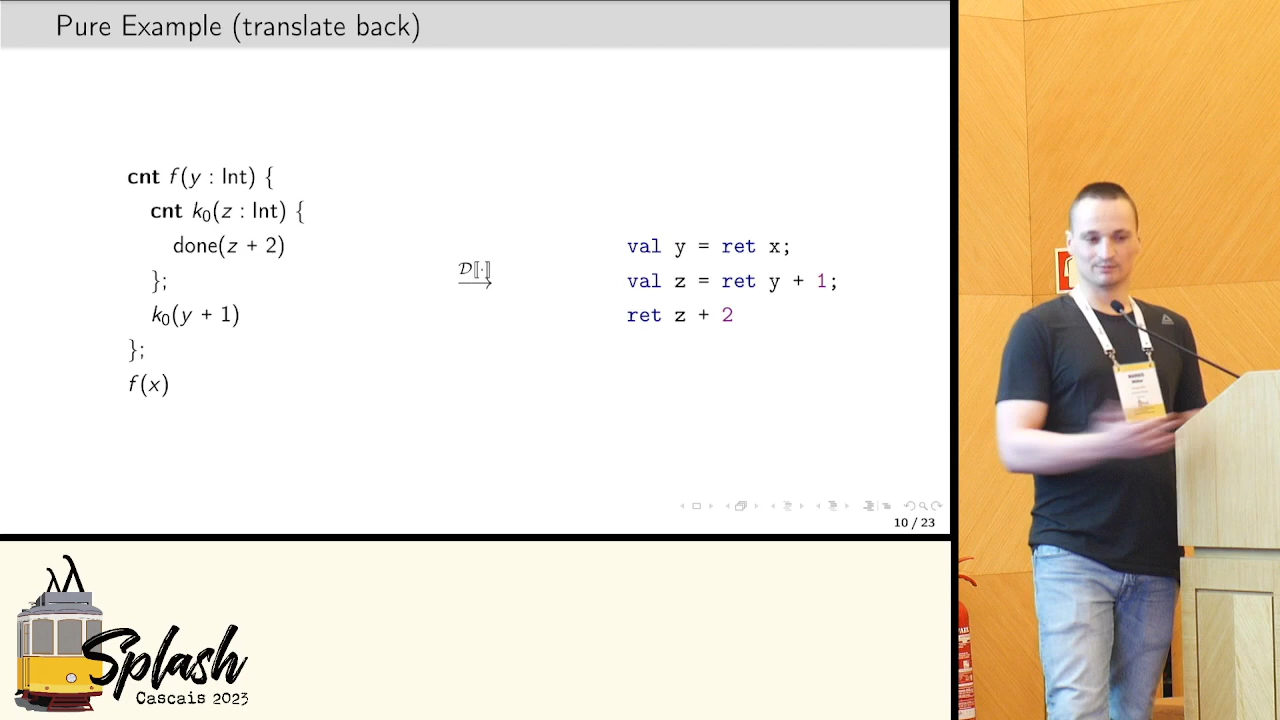 Pure Example (translate back)
cnt f(y : Int) {
cnt k₀(z : Int) {
done(z + 2)
};
k₀(y + 1)
};
f(x)
𝒟⟦·⟧
⟶
val y = ret x;
val z = ret y + 1;
ret z + 2
10 / 23
Splash
Cascais 2023